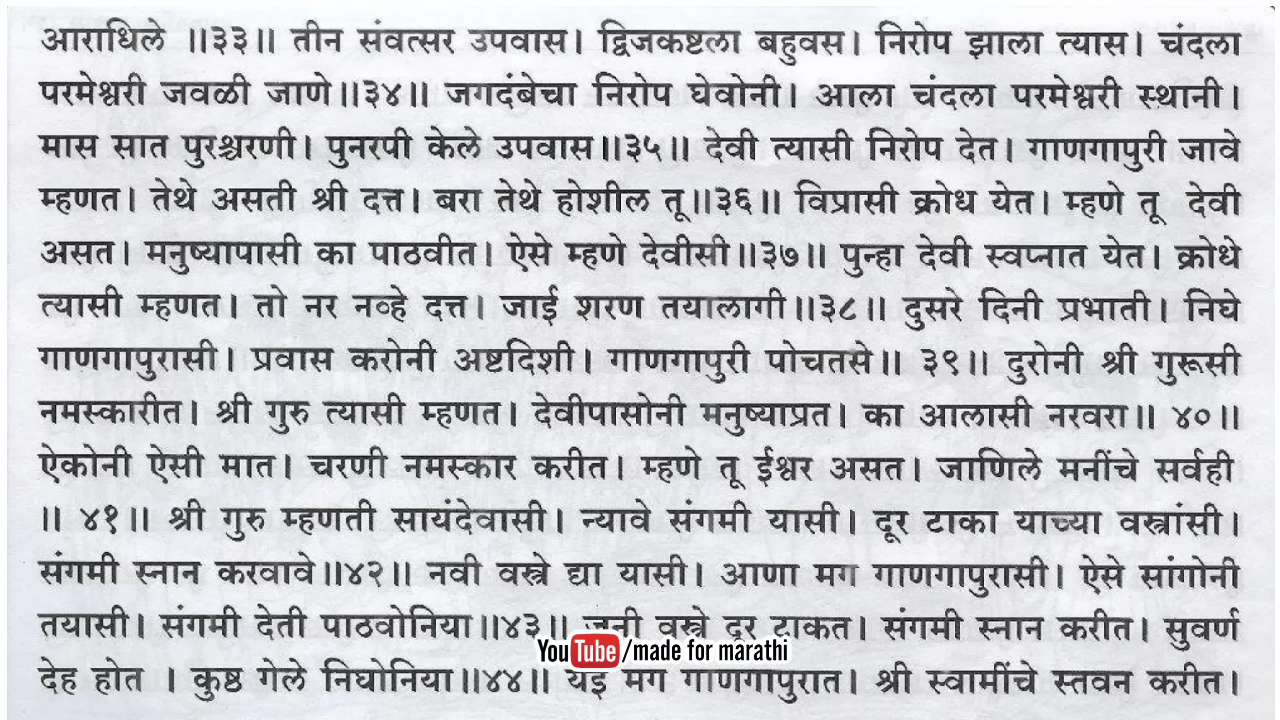 आराधिले ॥३३॥ तीन संवत्सर उपवास। द्विजकष्टला बहुवस। निरोप झाला त्यास। चंदला
परमेश्वरी जवळी जाणे॥३४॥ जगदंबेचा निरोप घेवोनी। आला चंदला परमेश्वरी स्थानी।
मास सात पुरश्चरणी। पुनरपी केले उपवास॥३५॥ देवी त्यासी निरोप देत। गाणगापुरी जावे
म्हणत। तेथे असती श्री दत्त। बरा तेथे होशील तू॥३६॥ विप्रासी क्रोध येत। म्हणे तू देवी
असत। मनुष्यापासी का पाठवीत। ऐसे म्हणे देवीसी॥३७॥ पुन्हा देवी स्वप्नात येत। क्रोधे
त्यासी म्हणत। तो नर नव्हे दत्त। जाई शरण तयालागी॥३८॥ दुसरे दिनी प्रभाती। निघे
गाणगापुरासी। प्रवास करोनी अष्टदिशी। गाणगापुरी पोचतसे॥ ३९॥ दुरोनी श्री गुरूसी
नमस्कारीत। श्री गुरु त्यासी म्हणत। देवीपासोनी मनुष्याप्रत। का आलासी नरवरा॥ ४०॥
ऐकोनी ऐसी मात। चरणी नमस्कार करीत। म्हणे तू ईश्वर असत। जाणिले मनींचे सर्वही
॥ ४१॥ श्री गुरु म्हणती सायंदेवासी। न्यावे संगमी यासी। दूर टाका याच्या वस्त्रांसी।
संगमी स्नान करवावे॥४२॥ नवी वस्त्रे द्या यासी। आणा मग गाणगापुरासी। ऐसे सांगोनी
तयासी। संगमी देती पाठवोनिया॥४३॥ जुनी वस्त्रे दूर टाकत। संगमी स्नान करीत। सुवर्ण
YouTube/made for marathi
देह होत । कुष्ठ गेले निघोनिया॥४४॥ येइ मग गाणगापुरात। श्री स्वामींचे स्तवन करीत।